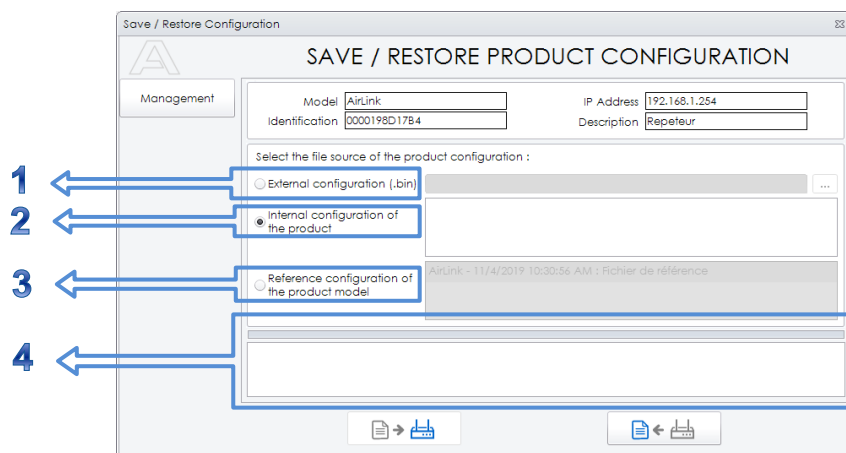 Save / Restore Configuration
SAVE / RESTORE PRODUCT CONFIGURATION
Management
Model AirLink IP Address 192.168.1.254
Identification 0000198D17B4 Description Repeteur
Select the file source of the product configuration :
1
External configuration (.bin) ...
2
Internal configuration of
the product
3
Reference configuration of
the product model
AirLink - 11/4/2019 10:30:56 AM : Fichier de référence
4